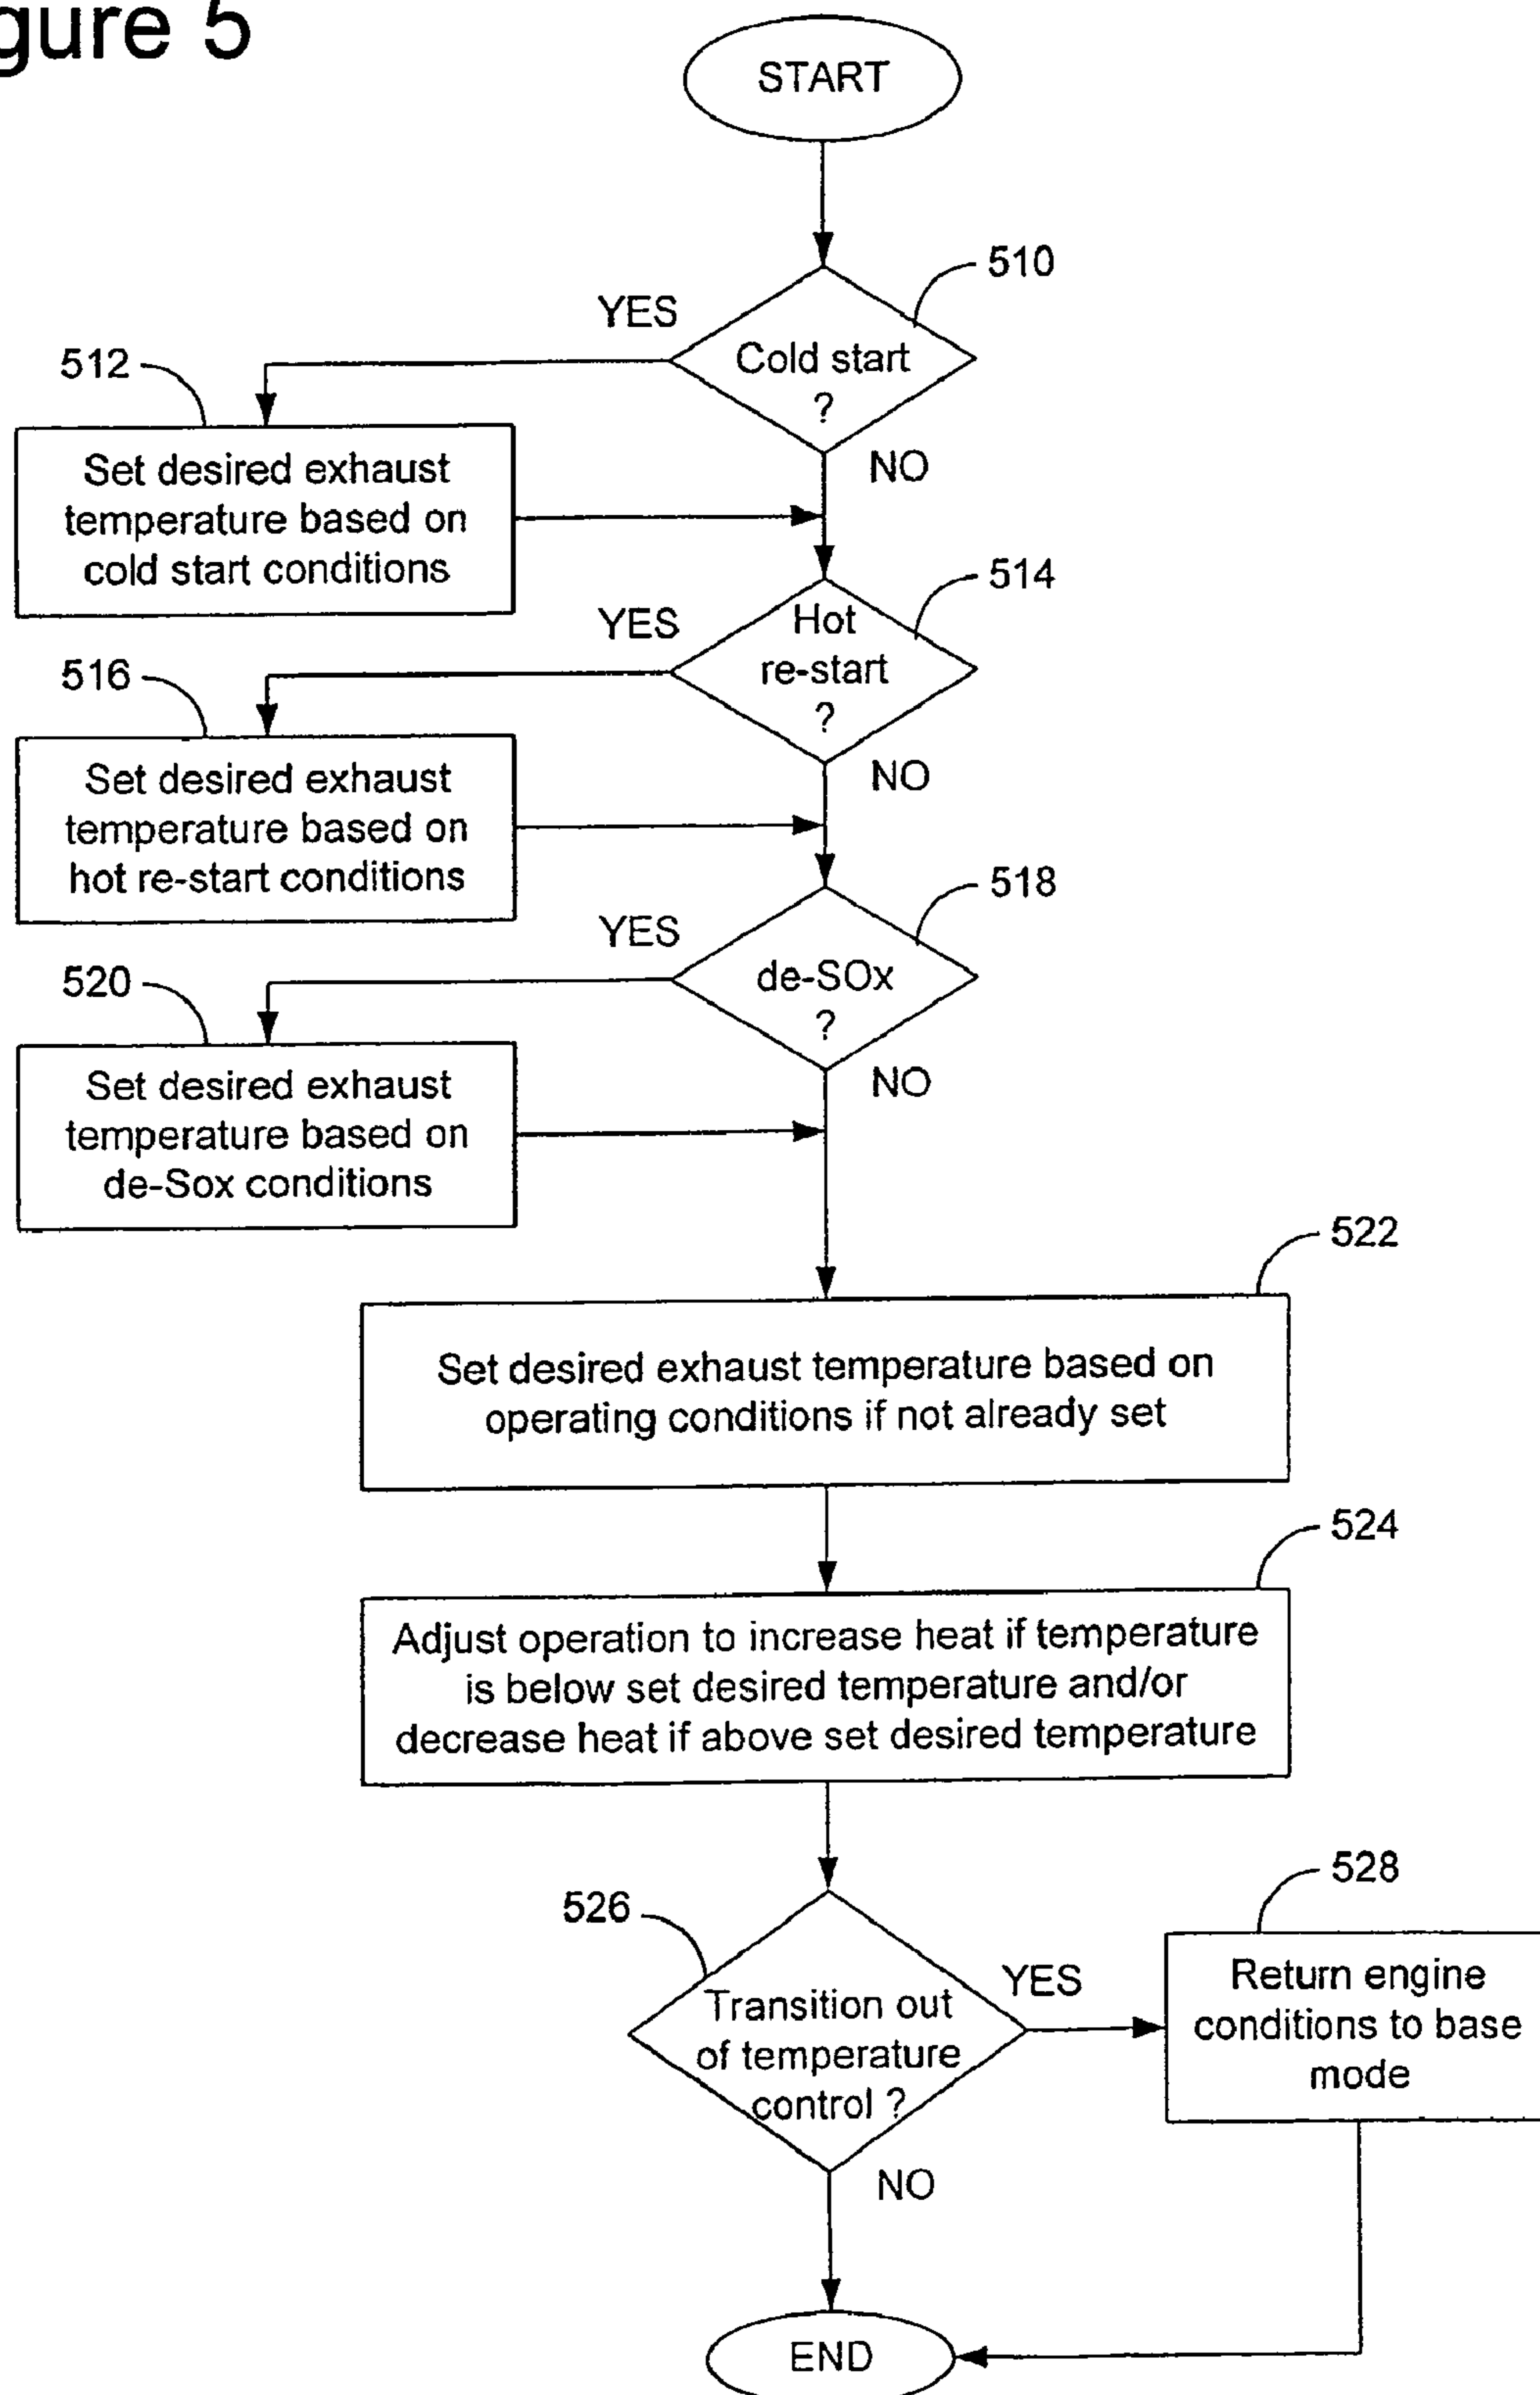 gure 5
START
510
YES
Cold start
?
512
NO
Set desired exhaust
temperature based on
cold start conditions
514
YES
Hot
re-start
?
516
NO
Set desired exhaust
temperature based on
hot re-start conditions
518
YES
de-SOx
?
520
NO
Set desired exhaust
temperature based on
de-Sox conditions
522
Set desired exhaust temperature based on
operating conditions if not already set
524
Adjust operation to increase heat if temperature
is below set desired temperature and/or
decrease heat if above set desired temperature
526
528
YES
Transition out
of temperature
control ?
Return engine
conditions to base
mode
NO
END